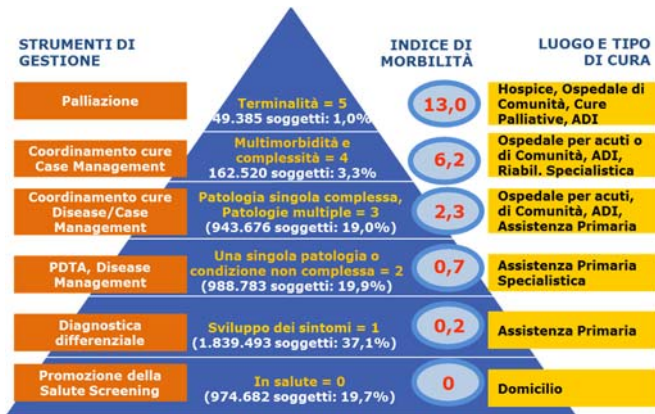 STRUMENTI DI
GESTIONE
INDICE DI
MORBILITÀ
LUOGO E TIPO
DI CURA
Palliazione
Terminalità = 5
49.385 soggetti: 1,0%
13,0
Hospice, Ospedale di
Comunità, Cure
Palliative, ADI
Coordinamento cure
Case Management
Multimorbidità e
complessità = 4
162.520 soggetti: 3,3%
6,2
Ospedale per acuti o
di Comunità, ADI,
Riabil. Specialistica
Coordinamento cure
Disease/Case
Management
Patologia singola complessa,
Patologie multiple = 3
(943.676 soggetti: 19,0%)
2,3
Ospedale per acuti,
di Comunità, ADI,
Assistenza Primaria
PDTA, Disease
Management
Una singola patologia o
condizione non complessa = 2
(988.783 soggetti: 19,9%)
0,7
Assistenza Primaria
Specialistica
Diagnostica
differenziale
Sviluppo dei sintomi = 1
(1.839.493 soggetti: 37,1%)
0,2
Assistenza Primaria
Promozione della
Salute Screening
In salute = 0
(974.682 soggetti: 19,7%)
0
Domicilio